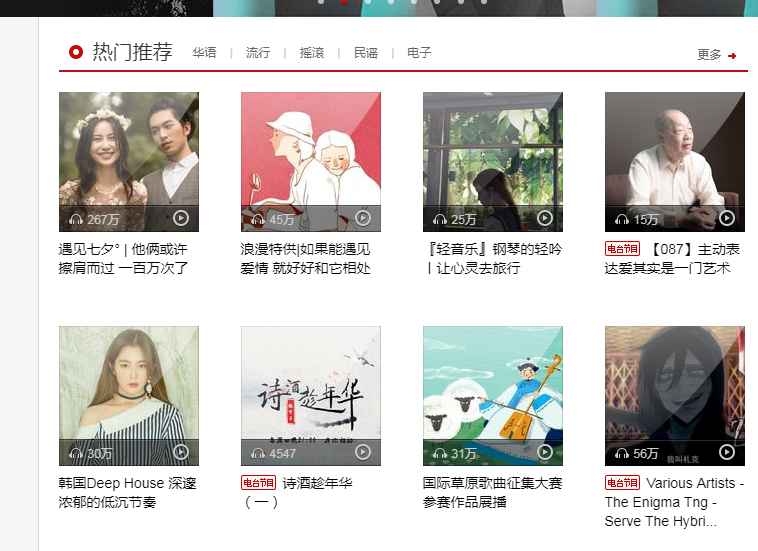 热门推荐 华语 | 流行 | 摇滚 | 民谣 | 电子 更多
267万
45万
25万
15万
遇见七夕° | 他俩或许
擦肩而过 一百万次了
浪漫特供|如果能遇见
爱情 就好好和它相处
『轻音乐』钢琴的轻吟
丨让心灵去旅行
电台节目 【087】主动表
达爱其实是一门艺术
诗酒趁年华
我叫扎克
30万
4547
31万
56万
韩国Deep House 深邃
浓郁的低沉节奏
电台节目 诗酒趁年华
（一）
国际草原歌曲征集大赛
参赛作品展播
电台节目 Various Artists -
The Enigma Tng -
Serve The Hybri...